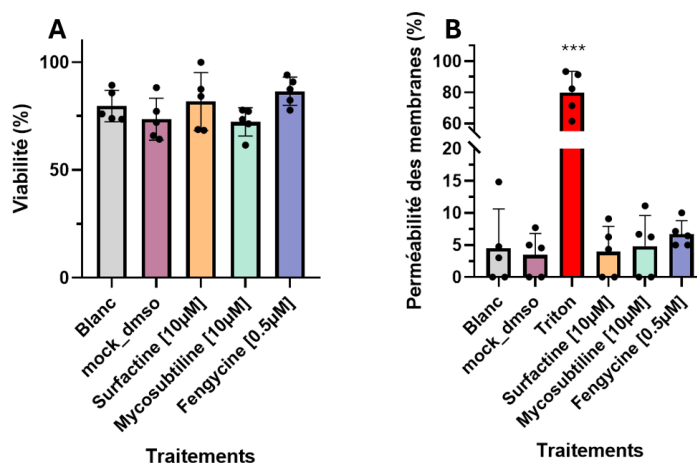 A
Viabilité (%)
100
50
0
Blanc
mock_dmso
Surfactine [10µM]
Mycosubtiline [10µM]
Fengycine [0.5µM]
Traitements
B
Perméabilité des membranes (%)
***
100
80
60
20
15
10
5
0
Blanc
mock_dmso
Triton
Surfactine [10µM]
Mycosubtiline [10µM]
Fengycine [0.5µM]
Traitements